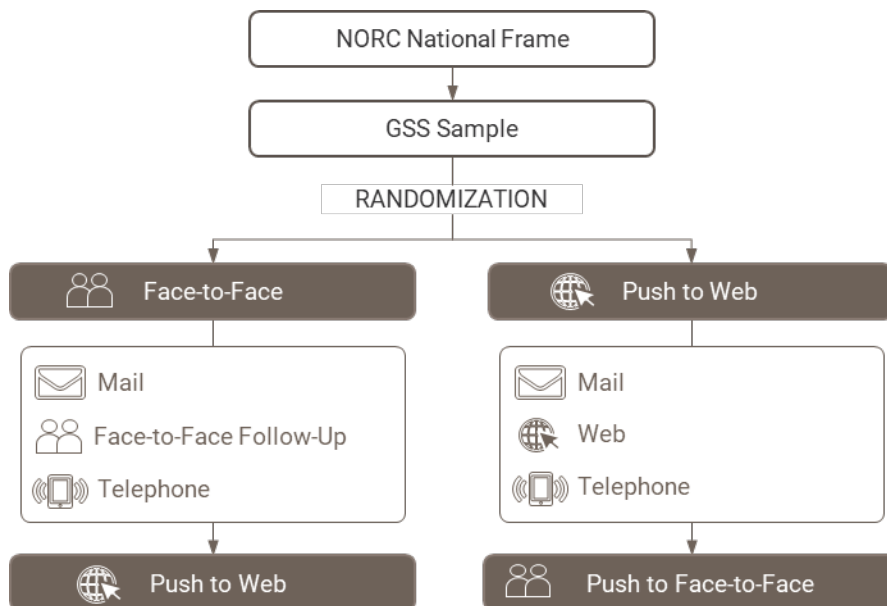 NORC National Frame
GSS Sample
RANDOMIZATION
Face-to-Face
Mail
Face-to-Face Follow-Up
Telephone
Push to Web
Push to Web
Mail
Web
Telephone
Push to Face-to-Face